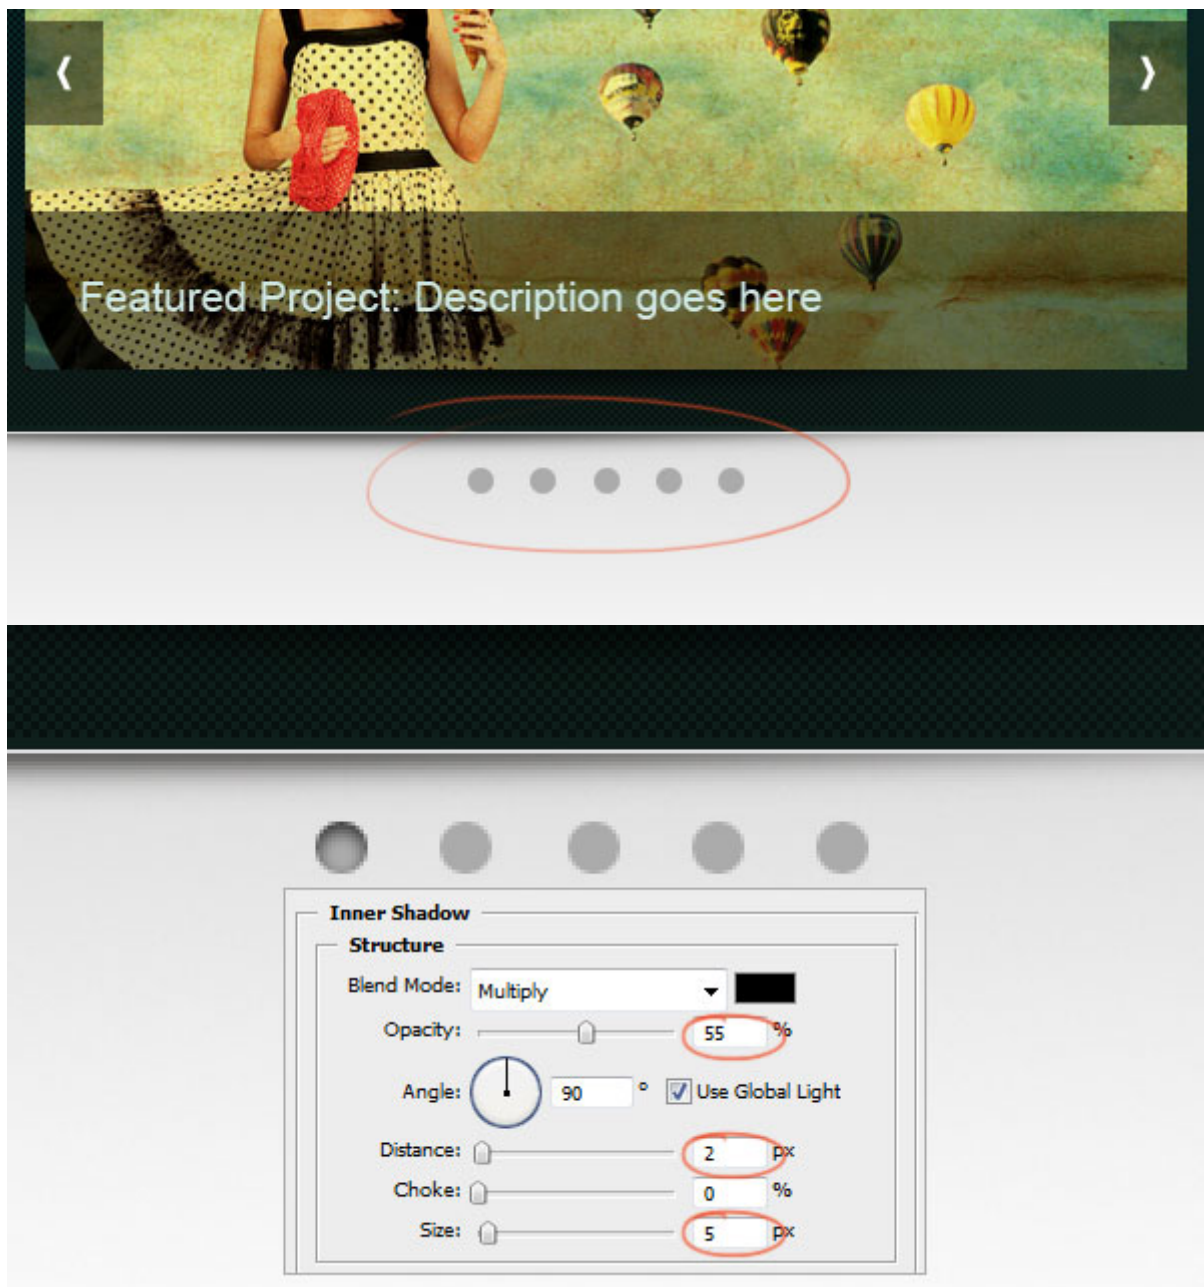 Featured Project: Description goes here
Inner Shadow
Structure
Blend Mode: Multiply
Opacity: 55 %
Angle: 90 ° Use Global Light
Distance: 2 px
Choke: 0 %
Size: 5 px